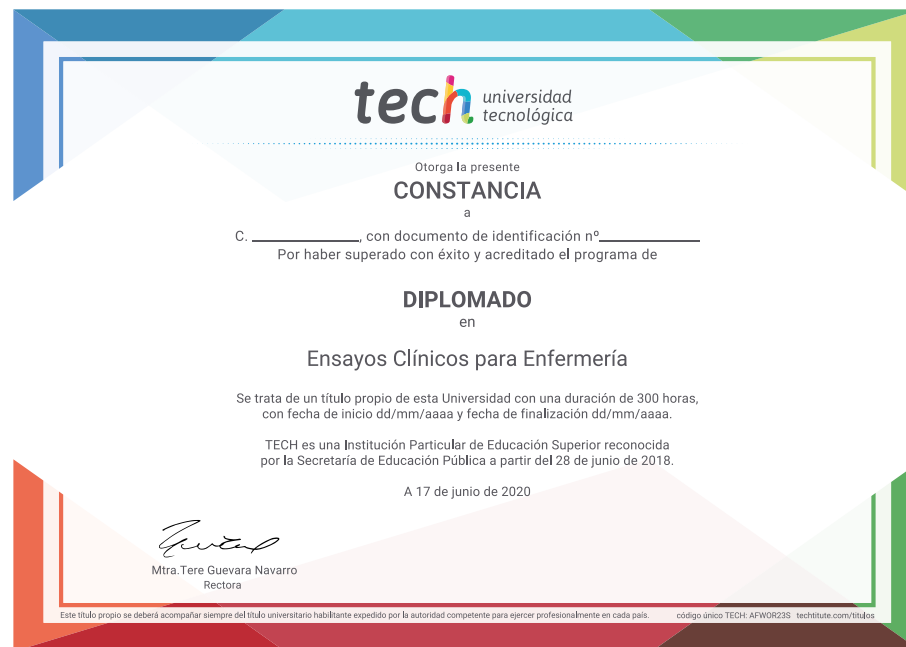 tech universidad
tecnológica
Otorga la presente
CONSTANCIA
a
C. ____________, con documento de identificación nº____________
Por haber superado con éxito y acreditado el programa de
DIPLOMADO
en
Ensayos Clínicos para Enfermería
Se trata de un título propio de esta Universidad con una duración de 300 horas,
con fecha de inicio dd/mm/aaaa y fecha de finalización dd/mm/aaaa.
TECH es una Institución Particular de Educación Superior reconocida
por la Secretaría de Educación Pública a partir del 28 de junio de 2018.
A 17 de junio de 2020
Mtra.Tere Guevara Navarro
Rectora
Este título propio se deberá acompañar siempre del título universitario habilitante expedido por la autoridad competente para ejercer profesionalmente en cada país. código único TECH: AFWOR23S techtitute.com/titulos